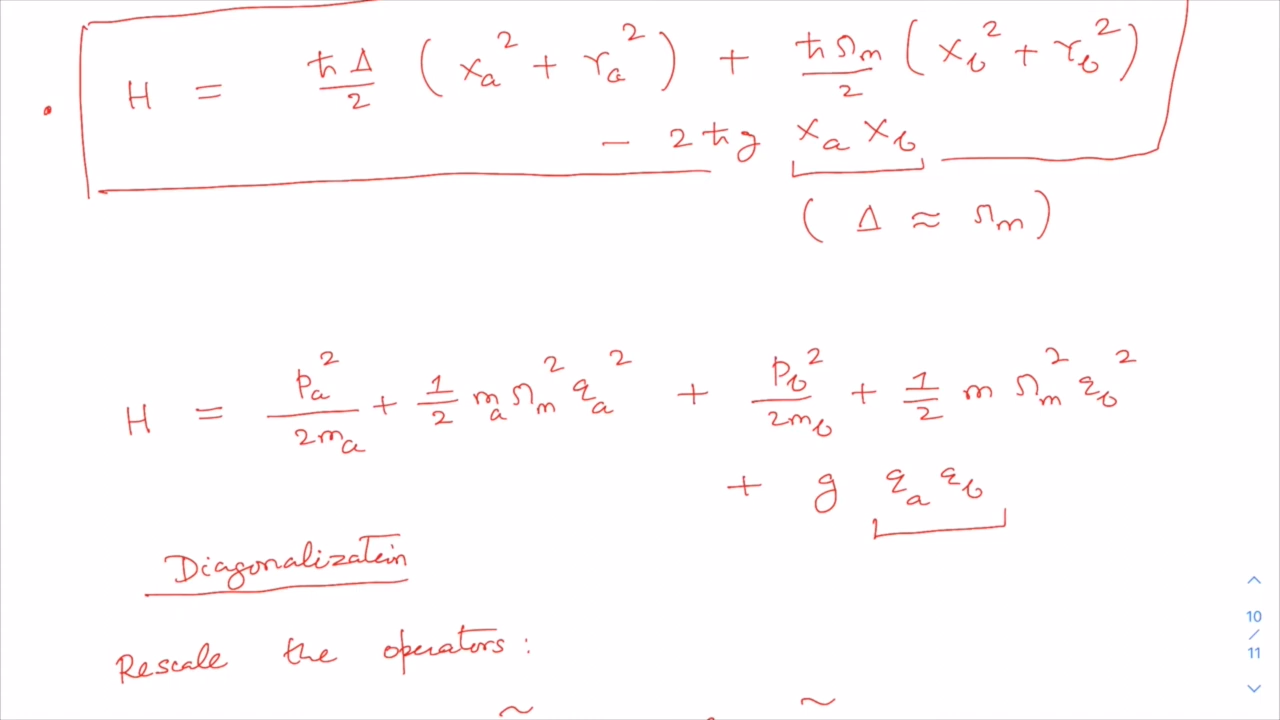 H = ħΔ/2 (X_a² + Y_a²) + ħΩ_m/2 (X_b² + Y_b²)
− 2ħg X_a X_b
(Δ ≈ Ω_m)
H = p_a²/2m_a + 1/2 m_a Ω_m² q_a² + p_b²/2m_b + 1/2 m Ω_m² q_b²
+ g q_a q_b
Diagonalization
Rescale the operators:
10
/
11